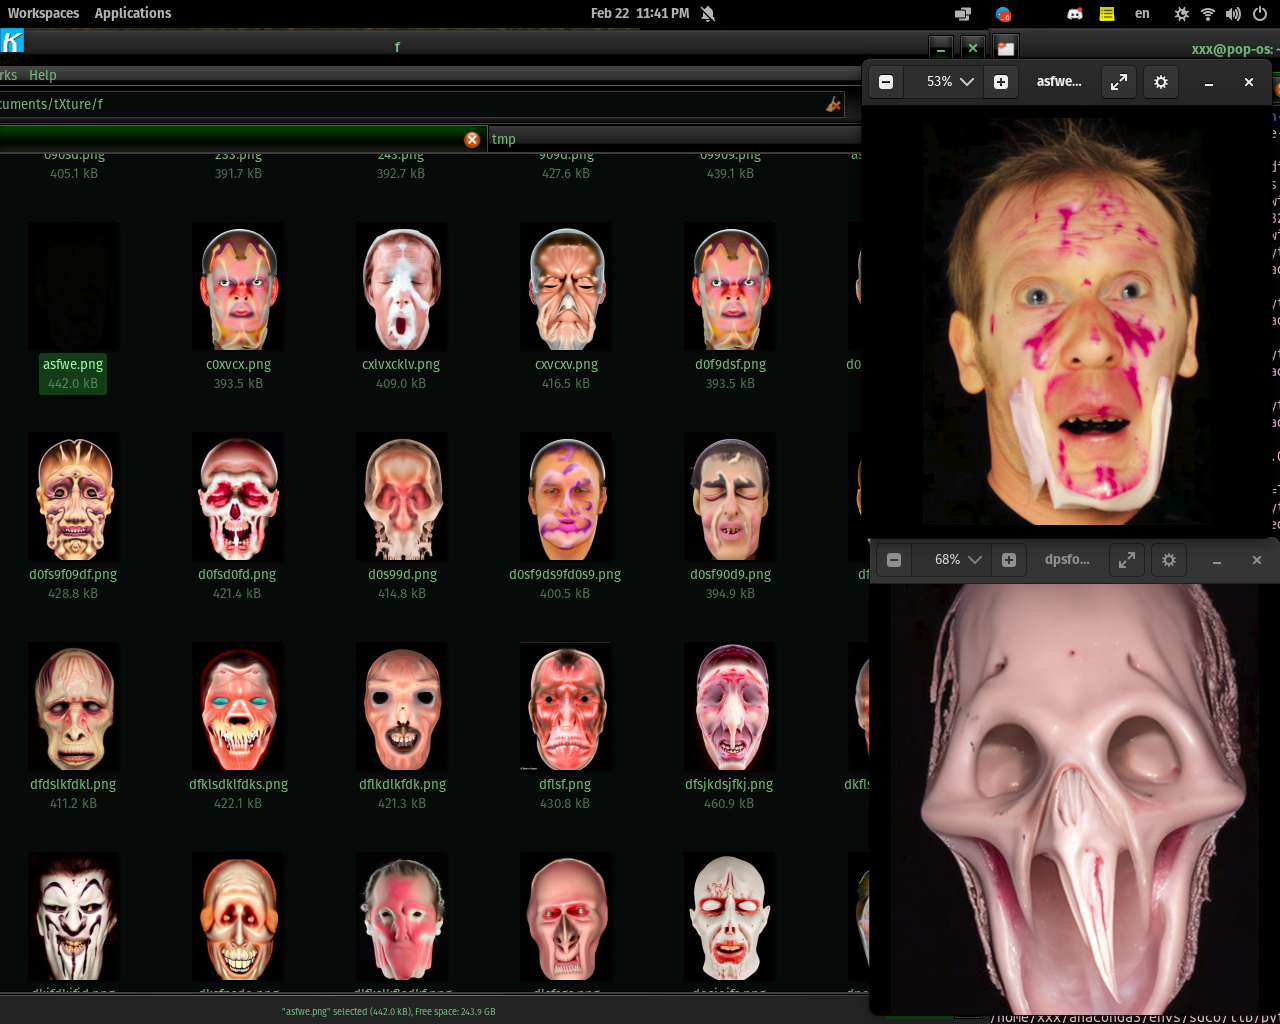 Workspaces Applications Feb 22 11:41 PM en
f
xxx@pop-os: ~
rks Help
53% asfwe...
cuments/tXture/f
tmp
090sd.png 233.png 243.png 909d.png 09909.png
405.1 kB 391.7 kB 392.7 kB 427.6 kB 439.1 kB
asfwe.png c0xvcx.png cxlvxcklv.png cxvcxv.png d0f9dsf.png d0
442.0 kB 393.5 kB 409.0 kB 416.5 kB 393.5 kB
68% dpsfo...
d0fs9f09df.png d0fsd0fd.png d0s99d.png d0sf9ds9fd0s9.png d0sf90d9.png df
428.8 kB 421.4 kB 414.8 kB 400.5 kB 394.9 kB
dfdslkfdkl.png dfklsdklfdks.png dflkdlkfdk.png dflsf.png dfsjkdsjfkj.png dkfls
411.2 kB 422.1 kB 421.3 kB 430.8 kB 460.9 kB
"asfwe.png" selected (442.0 kB), Free space: 243.9 GB
/home/xxx/anaconda3/envs/sdco/lib/pyt